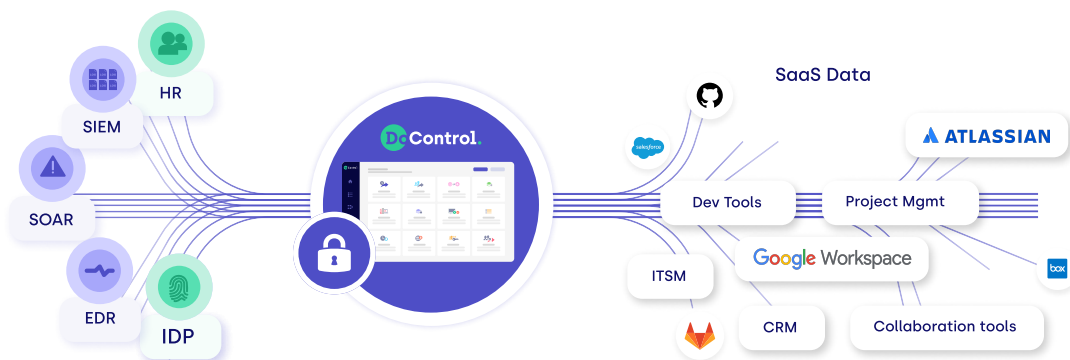 HR
SIEM
SOAR
EDR
IDP
DoControl.
SaaS Data
salesforce
ATLASSIAN
Dev Tools
Project Mgmt
Google Workspace
ITSM
box
CRM
Collaboration tools